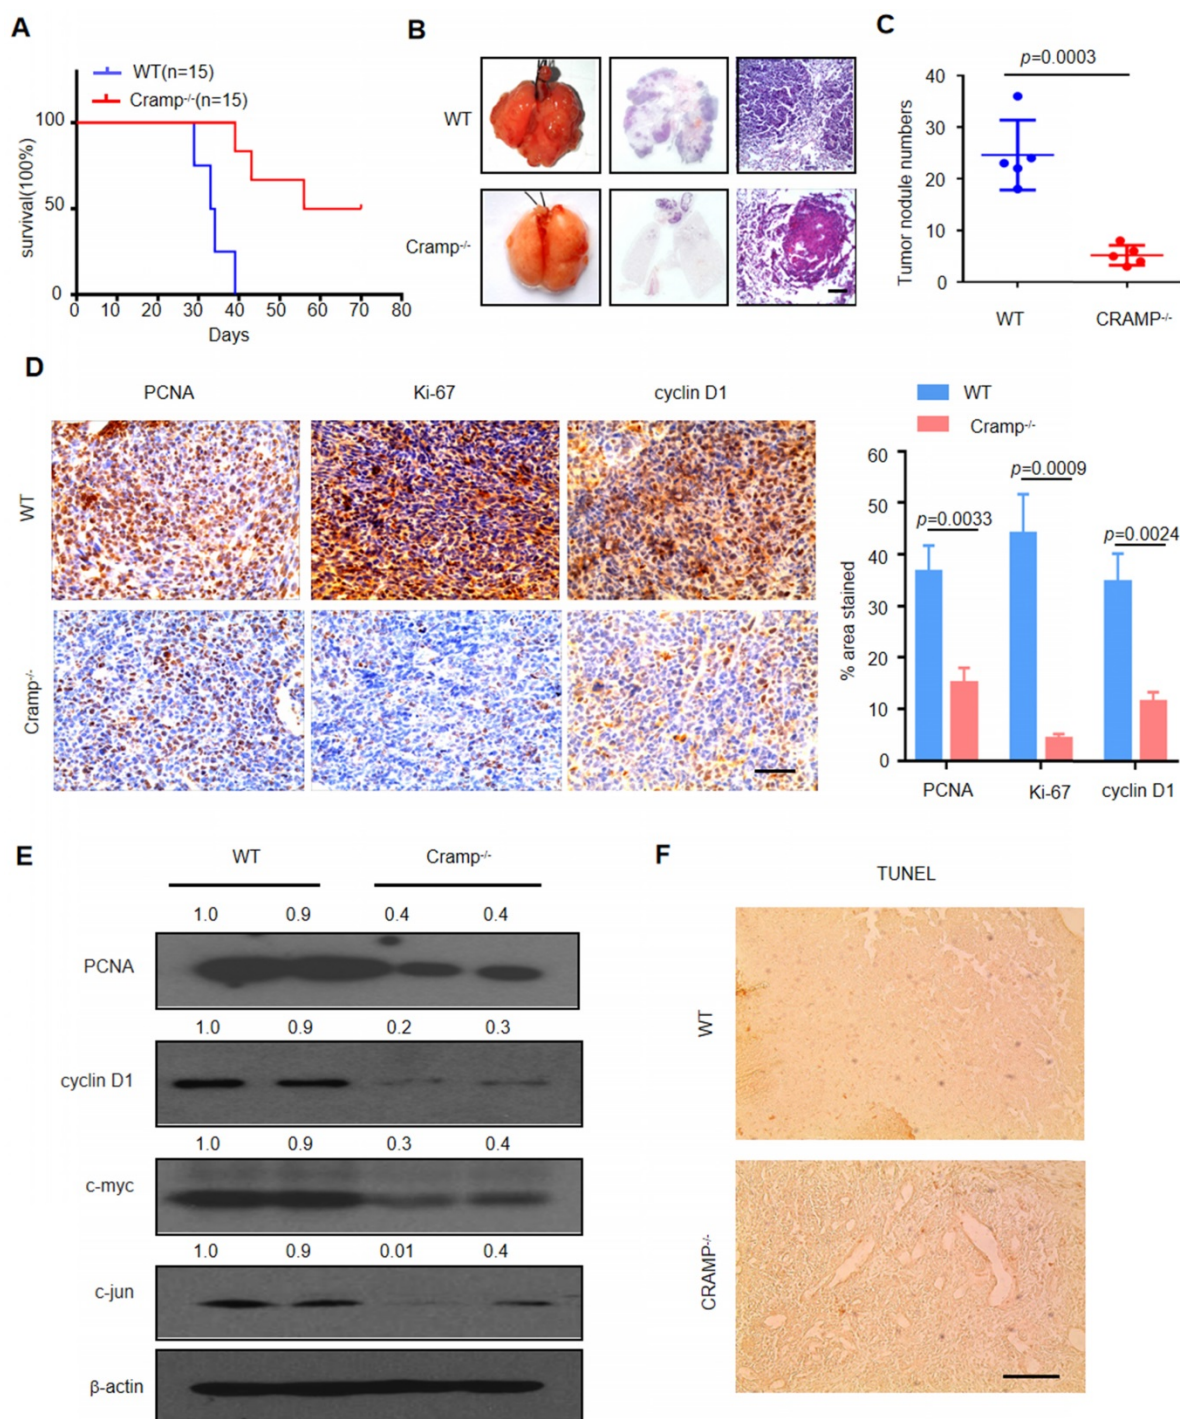 A
WT(n=15)
Cramp-/-(n=15)
survival(100%)
100
50
0
0 10 20 30 40 50 60 70 80
Days
B
WT
Cramp-/-
C
p=0.0003
Tumor nodule numbers
40
30
20
10
0
WT CRAMP-/-
D
PCNA Ki-67 cyclin D1
WT
Cramp-/-
WT
Cramp-/-
% area stained
60
50
40
30
20
10
0
p=0.0033
p=0.0009
p=0.0024
PCNA Ki-67 cyclin D1
E
WT Cramp-/-
1.0 0.9 0.4 0.4
PCNA
1.0 0.9 0.2 0.3
cyclin D1
1.0 0.9 0.3 0.4
c-myc
1.0 0.9 0.01 0.4
c-jun
β-actin
F
TUNEL
WT
CRAMP-/-